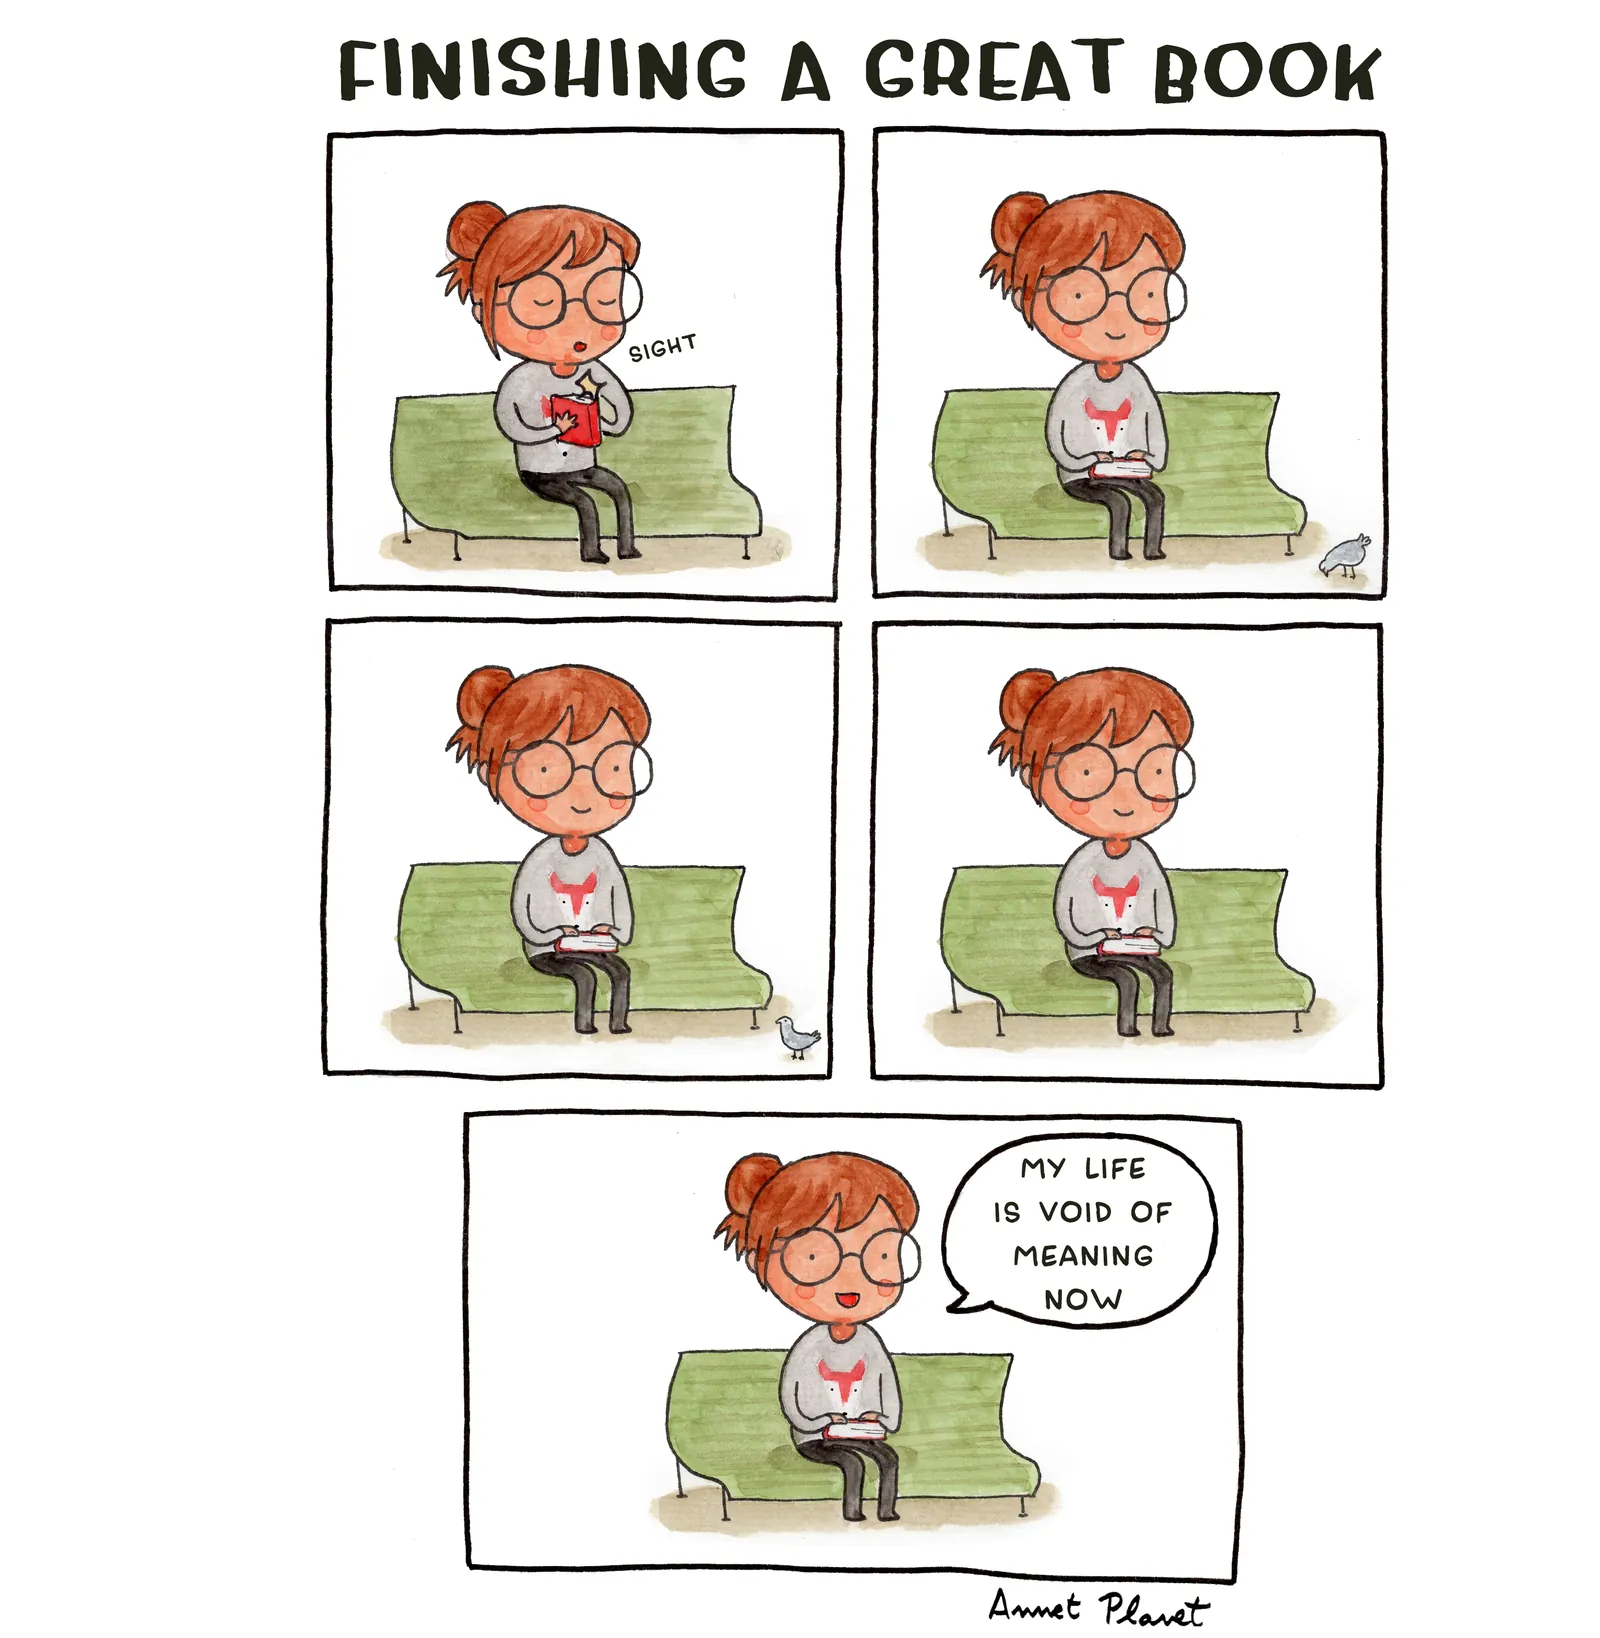 FINISHING A GREAT BOOK
SIGHT
MY LIFE
IS VOID OF
MEANING
NOW
Annet Planet